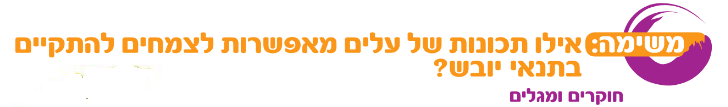 משימה: אילו תכונות של עלים מאפשרות לצמחים להתקיים
בתנאי יובש?
חוקרים ומגלים